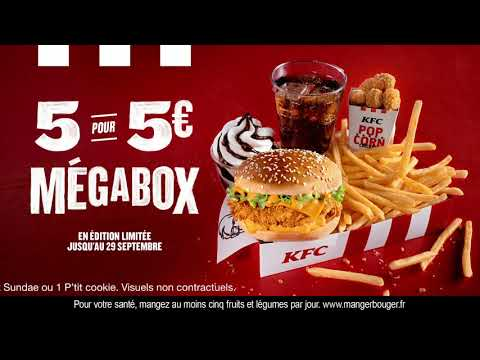 5 POUR 5€
MÉGABOX
EN ÉDITION LIMITÉE
JUSQU'AU 29 SEPTEMBRE
KFC
POP
CORN
KFC
Sundae ou 1 P'tit cookie. Visuels non contractuels.
Pour votre santé, mangez au moins cinq fruits et légumes par jour. www.mangerbouger.fr